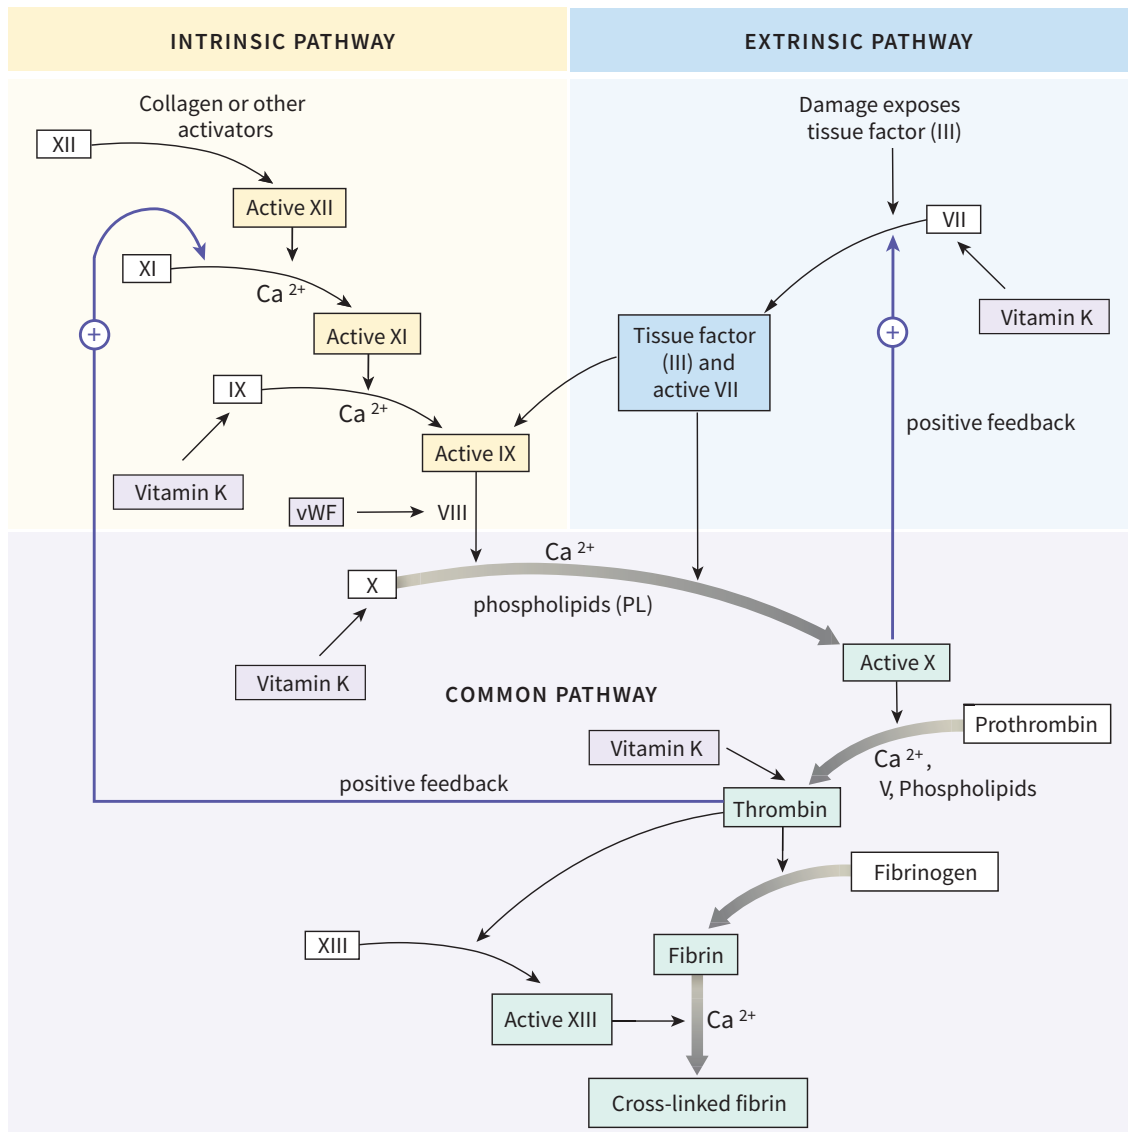 INTRINSIC PATHWAY
EXTRINSIC PATHWAY
Collagen or other
activators
XII
Active XII
XI
Ca 2+
Active XI
+
IX
Ca 2+
Active IX
Vitamin K
vWF
VIII
Damage exposes
tissue factor (III)
VII
Vitamin K
Tissue factor
(III) and
active VII
+
positive feedback
Ca 2+
X
phospholipids (PL)
Vitamin K
Active X
COMMON PATHWAY
Prothrombin
Vitamin K
Ca 2+,
V, Phospholipids
positive feedback
Thrombin
Fibrinogen
XIII
Fibrin
Active XIII
Ca 2+
Cross-linked fibrin